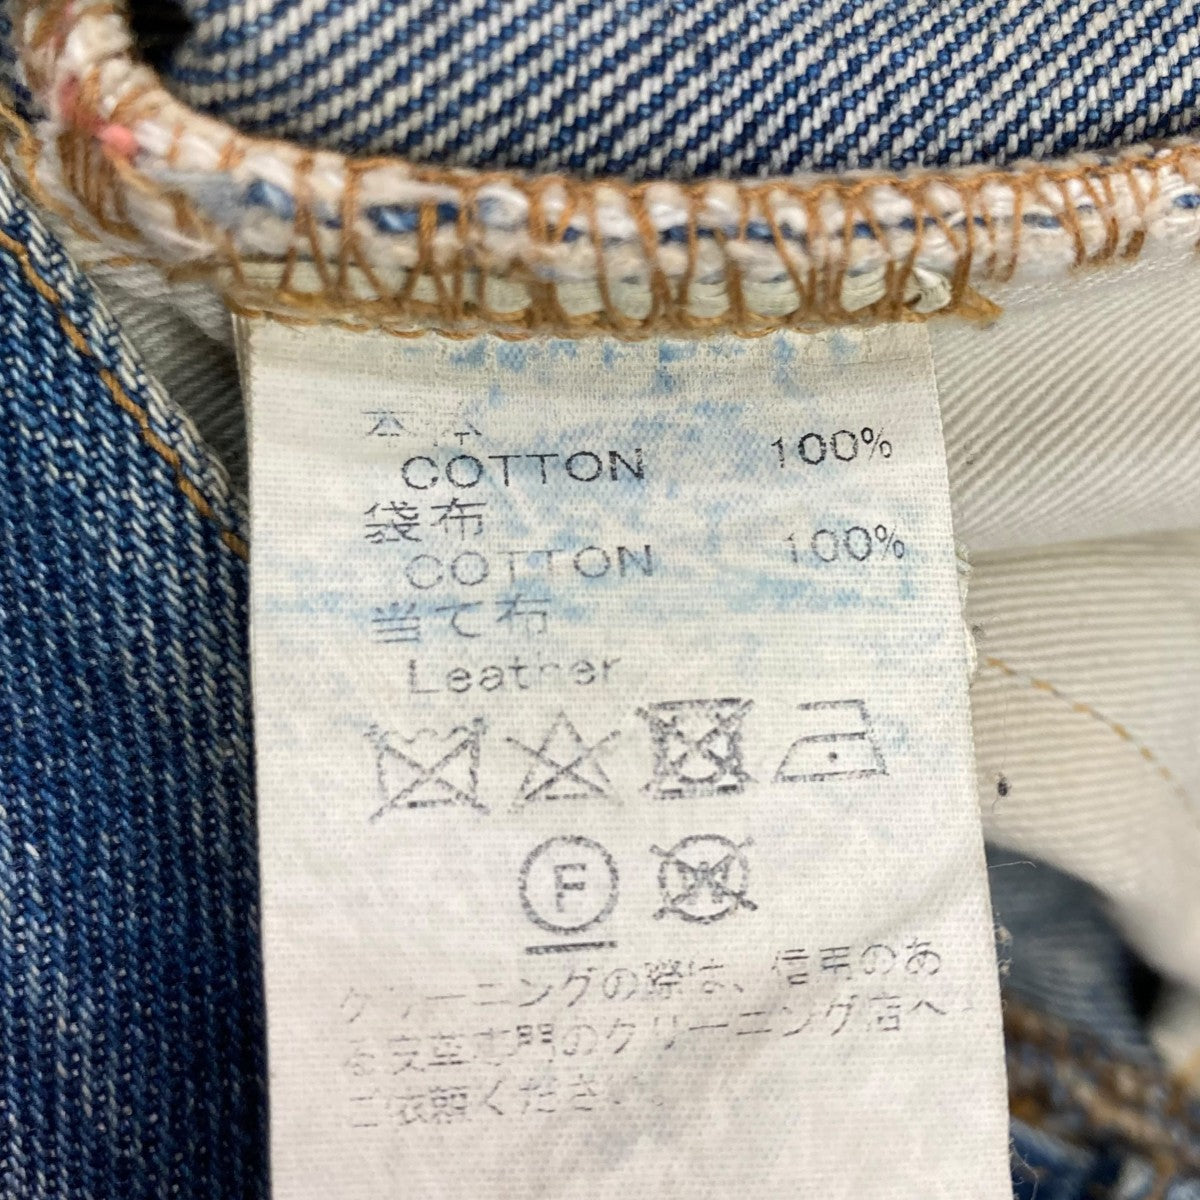 本体
COTTON 100%
袋布
COTTON 100%
当て布
Leather
F
クリーニングの際は、信用のあ
る皮革専門のクリーニング店へ
ご依頼ください。